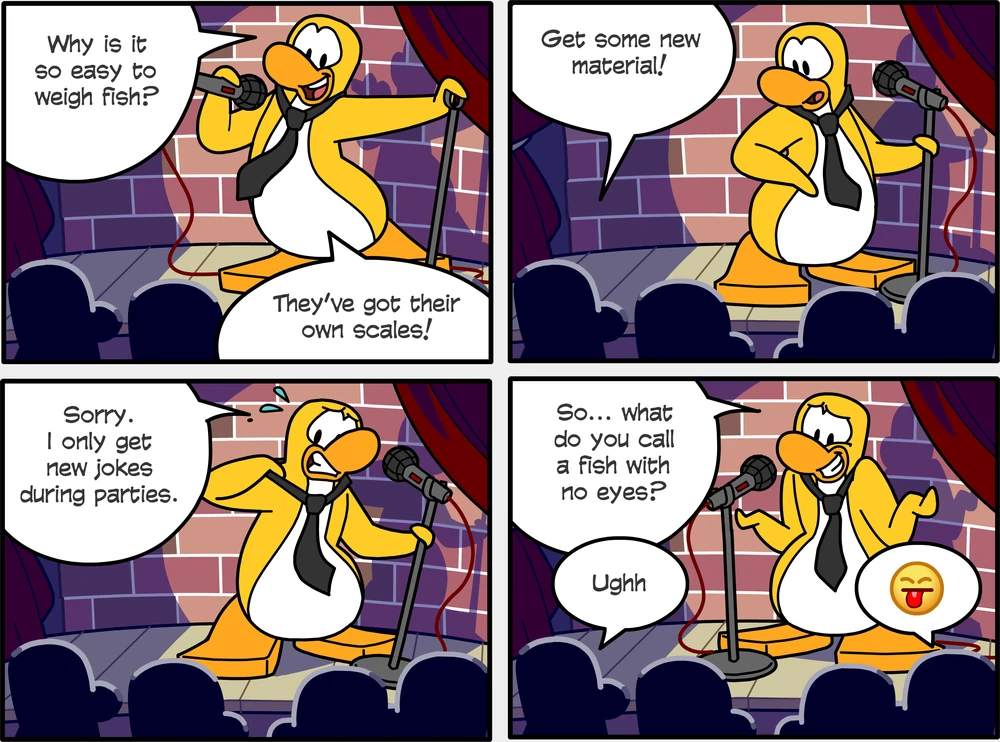 Why is it
so easy to
weigh fish?
They've got their
own scales!
Get some new
material!
Sorry.
I only get
new jokes
during parties.
So... what
do you call
a fish with
no eyes?
Ughh